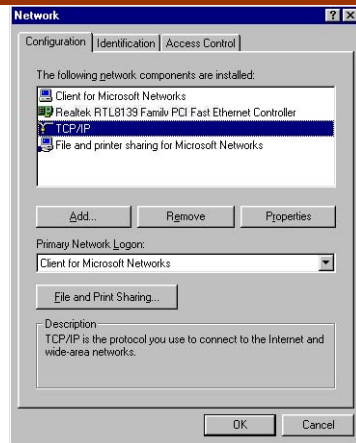 Network
Configuration Identification Access Control
The following network components are installed:
Client for Microsoft Networks
Realtek RTL8139 Family PCI Fast Ethernet Controller
TCP/IP
File and printer sharing for Microsoft Networks
Add... Remove Properties
Primary Network Logon:
Client for Microsoft Networks
File and Print Sharing...
Description
TCP/IP is the protocol you use to connect to the Internet and
wide-area networks.
OK Cancel